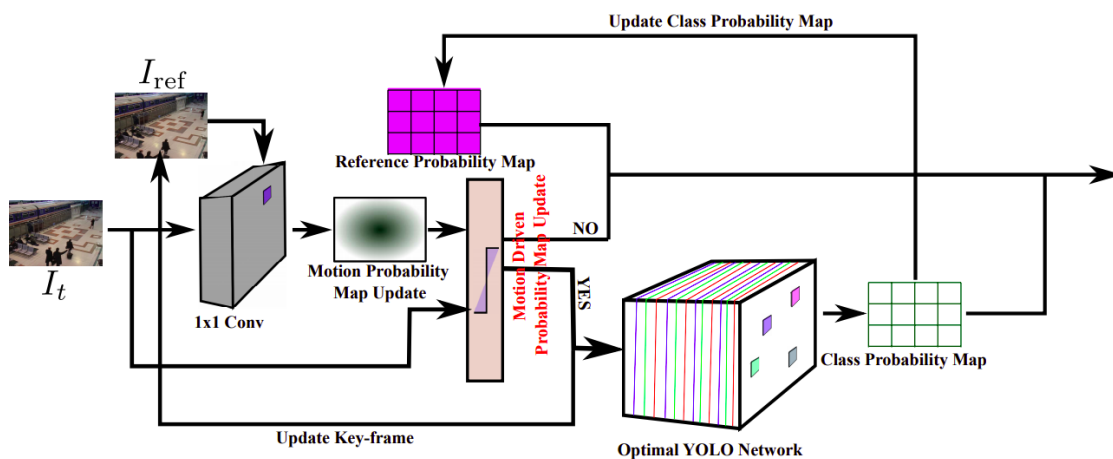 Update Class Probability Map
I_ref
Reference Probability Map
Motion Driven
Probability Map Update
NO
YES
Motion Probability
Map Update
I_t
1x1 Conv
Class Probability Map
Update Key-frame
Optimal YOLO Network